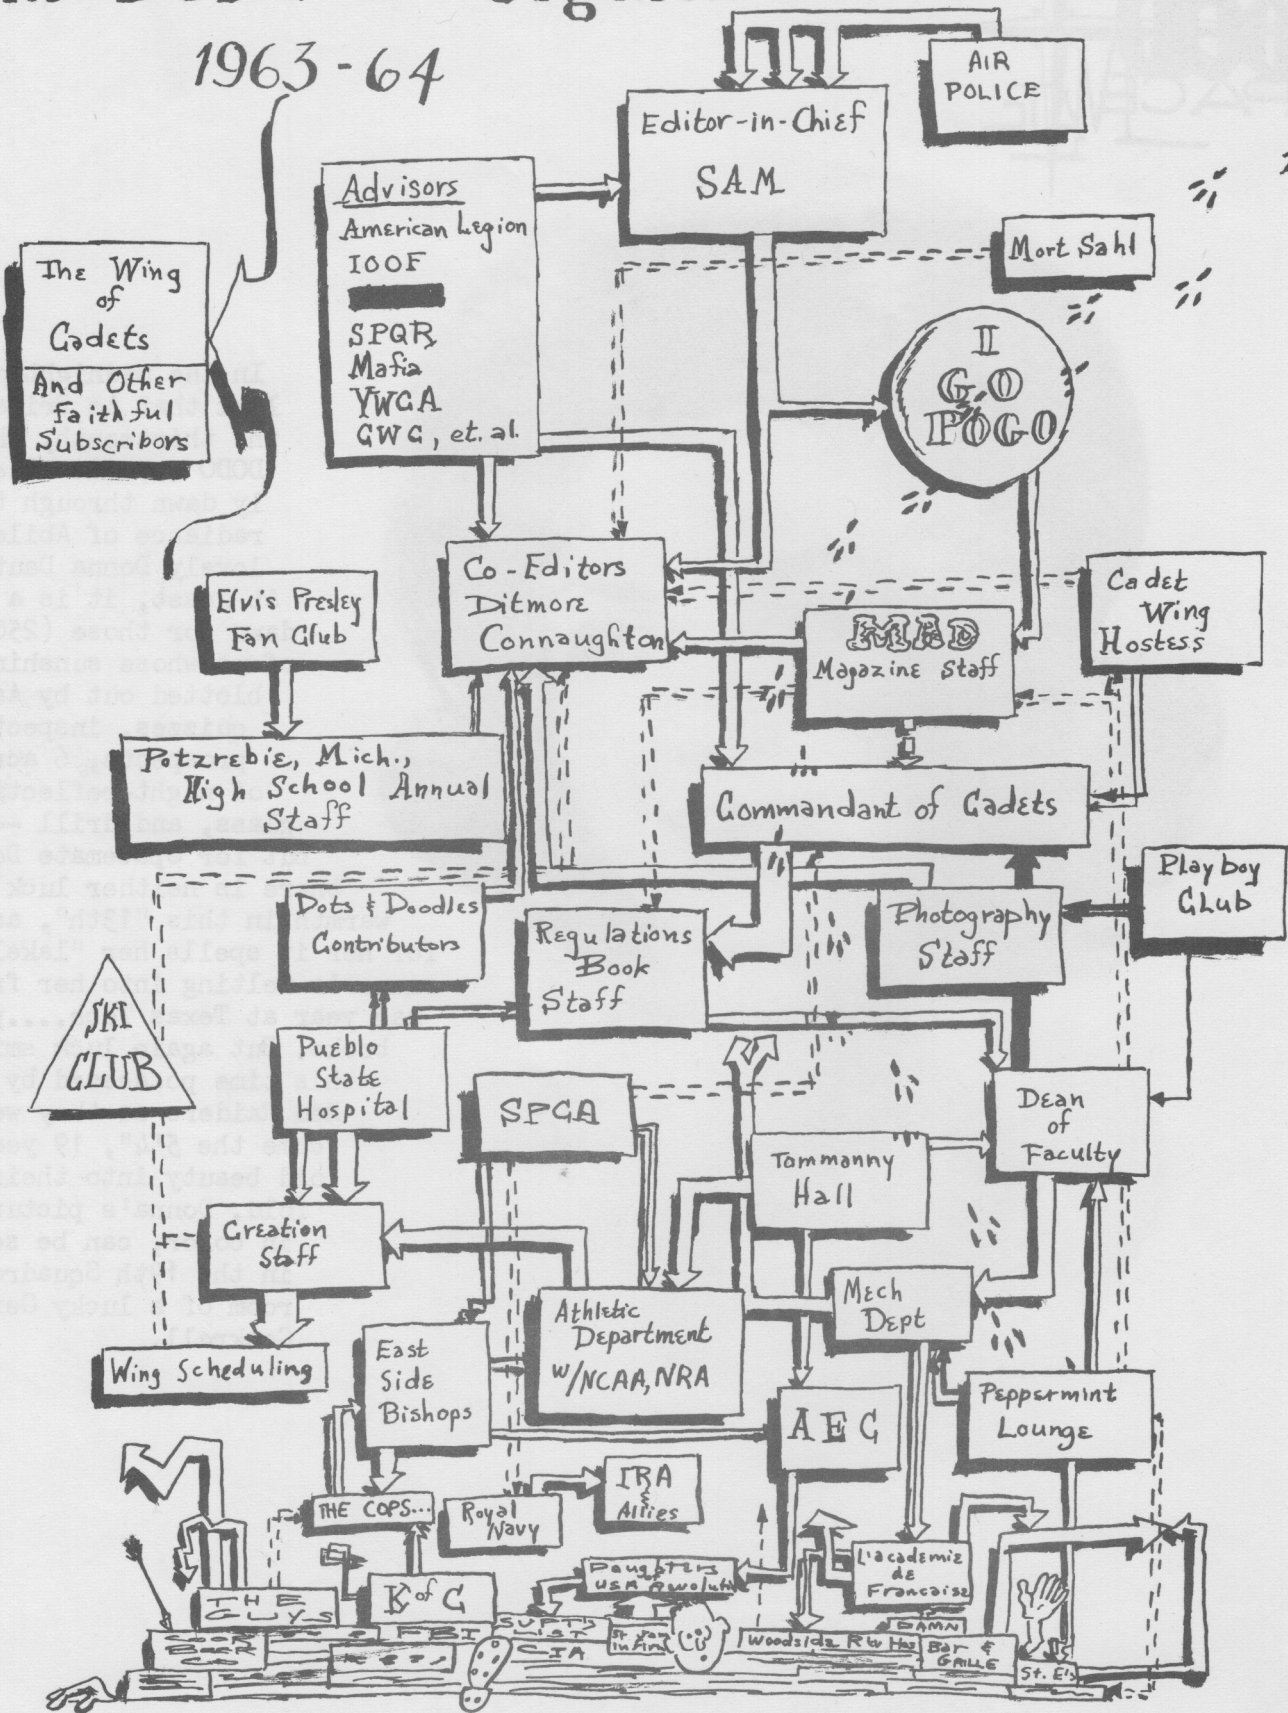 1963-64
AIR
POLICE
Editor-in-Chief
SAM
Advisors
American Legion
IOOF
SPQR
Mafia
YWCA
CWC, et. al.
Mort Sahl
The Wing
of
Cadets
And Other
Faithful
Subscribors
II
GO
POGO
Co-Editors
Ditmore
Connaughton
Cadet
Wing
Hostess
Elvis Presley
Fan Club
MAD
Magazine Staff
Potzrebie, Mich.,
High School Annual
Staff
Commandant of Cadets
Playboy
Club
Dots & Doodles
Contributors
Regulations
Book
Staff
Photography
Staff
SKI
CLUB
Pueblo
State
Hospital
SPCA
Dean
of
Faculty
Tommanny
Hall
Creation
Staff
Athletic
Department
w/NCAA, NRA
Mech
Dept
East
Side
Bishops
Wing Scheduling
Peppermint
Lounge
AEC
THE COPS...
Royal
Navy
IRA
&
Allies
Daughters
of
USA Revolution
L'academie
de
Francaise
THE
GUYS
K of C
FBI
SUPT'S
LIST
CIA
Woodside Rty
DAMN
Bar &
GRILLE
St. E's